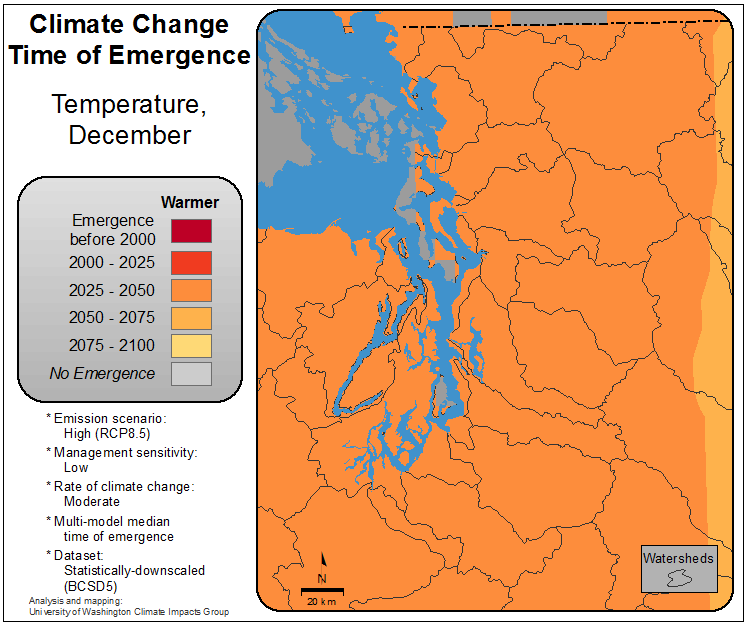 Climate Change
Time of Emergence
Temperature,
December
Warmer
Emergence
before 2000
2000 - 2025
2025 - 2050
2050 - 2075
2075 - 2100
No Emergence
* Emission scenario:
High (RCP8.5)
* Management sensitivity:
Low
* Rate of climate change:
Moderate
* Multi-model median
time of emergence
* Dataset:
Statistically-downscaled
(BCSD5)
Analysis and mapping:
University of Washington Climate Impacts Group
N
20 km
Watersheds